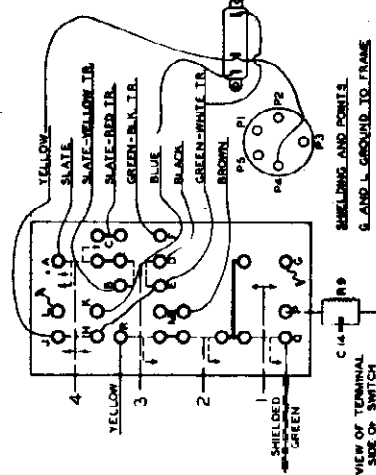 YELLOW
SLATE
SLATE-YELLOW TR.
SLATE-RED TR.
GREEN-BLK TR.
BLUE
BLACK
GREEN-WHITE TR.
BROWN
P1
P2
P3
P4
P5
SHIELDING AND POINTS
G AND L GROUND TO FRAME
4
3
2
1
A
C
B
F
D
E
G
J
L
K
H
YELLOW
SHIELDED
GREEN
C 14
R 9
VIEW OF TERMINAL
SIDE OF SWITCH